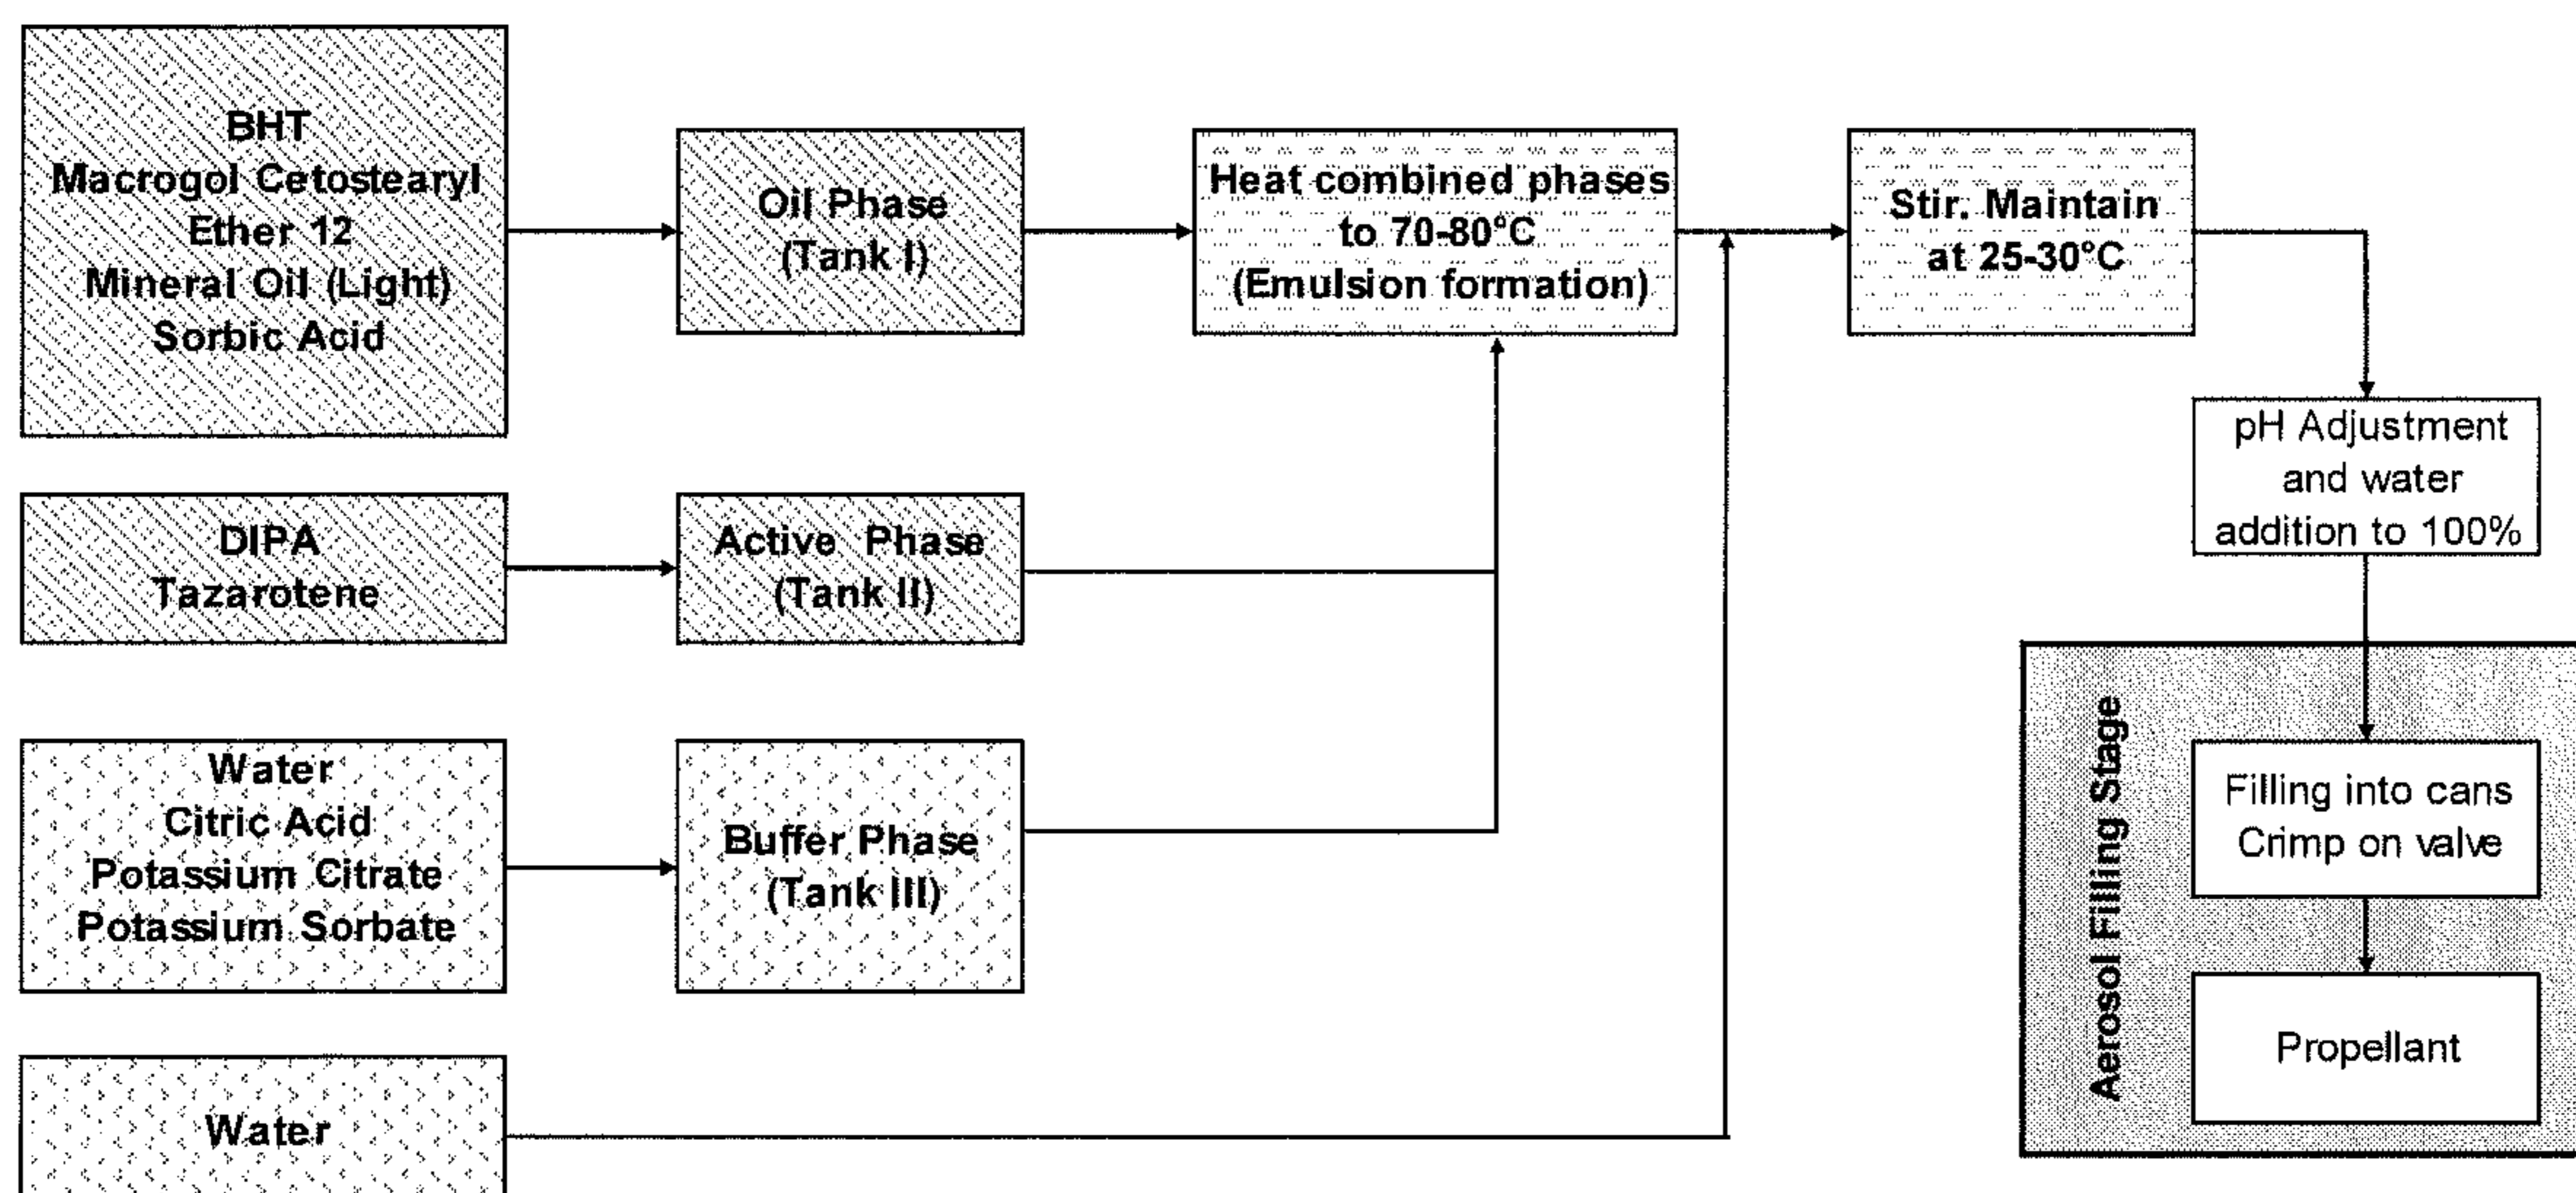 BHT
Macrogol Cetostearyl
Ether 12
Mineral Oil (Light)
Sorbic Acid
Oil Phase
(Tank I)
Heat combined phases
to 70-80°C
(Emulsion formation)
Stir. Maintain
at 25-30°C
pH Adjustment
and water
addition to 100%
DIPA
Tazarotene
Active Phase
(Tank II)
Water
Citric Acid
Potassium Citrate
Potassium Sorbate
Buffer Phase
(Tank III)
Water
Aerosol Filling Stage
Filling into cans
Crimp on valve
Propellant